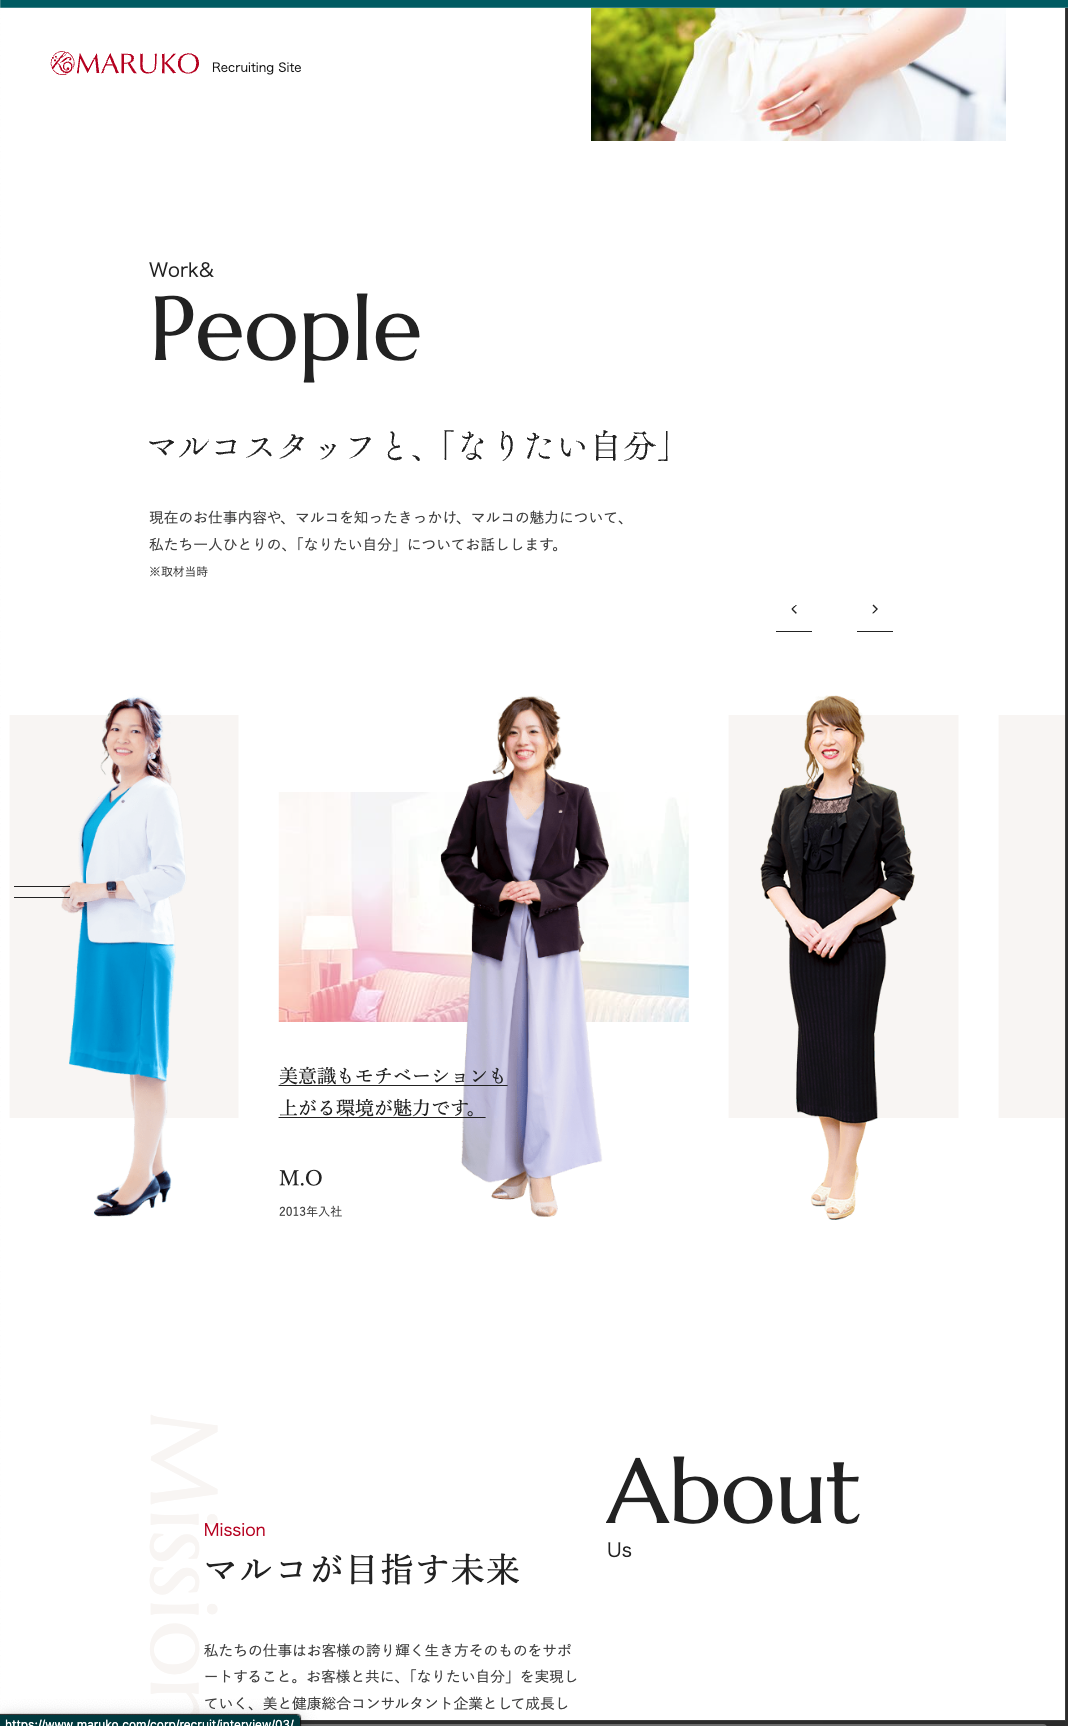 MARUKO Recruiting Site
Work&
People
マルコスタッフと、「なりたい自分」
現在のお仕事内容や、マルコを知ったきっかけ、マルコの魅力について、
私たち一人ひとりの、「なりたい自分」についてお話しします。
※取材当時
美意識もモチベーションも
上がる環境が魅力です。
M.O
2013年入社
Mission
About
Us
Mission
マルコが目指す未来
私たちの仕事はお客様の誇り輝く生き方そのものをサポ
ートすること。お客様と共に、「なりたい自分」を実現し
ていく、美と健康総合コンサルタント企業として成長し
https://www.maruko.com/corp/recruit/interview/03/